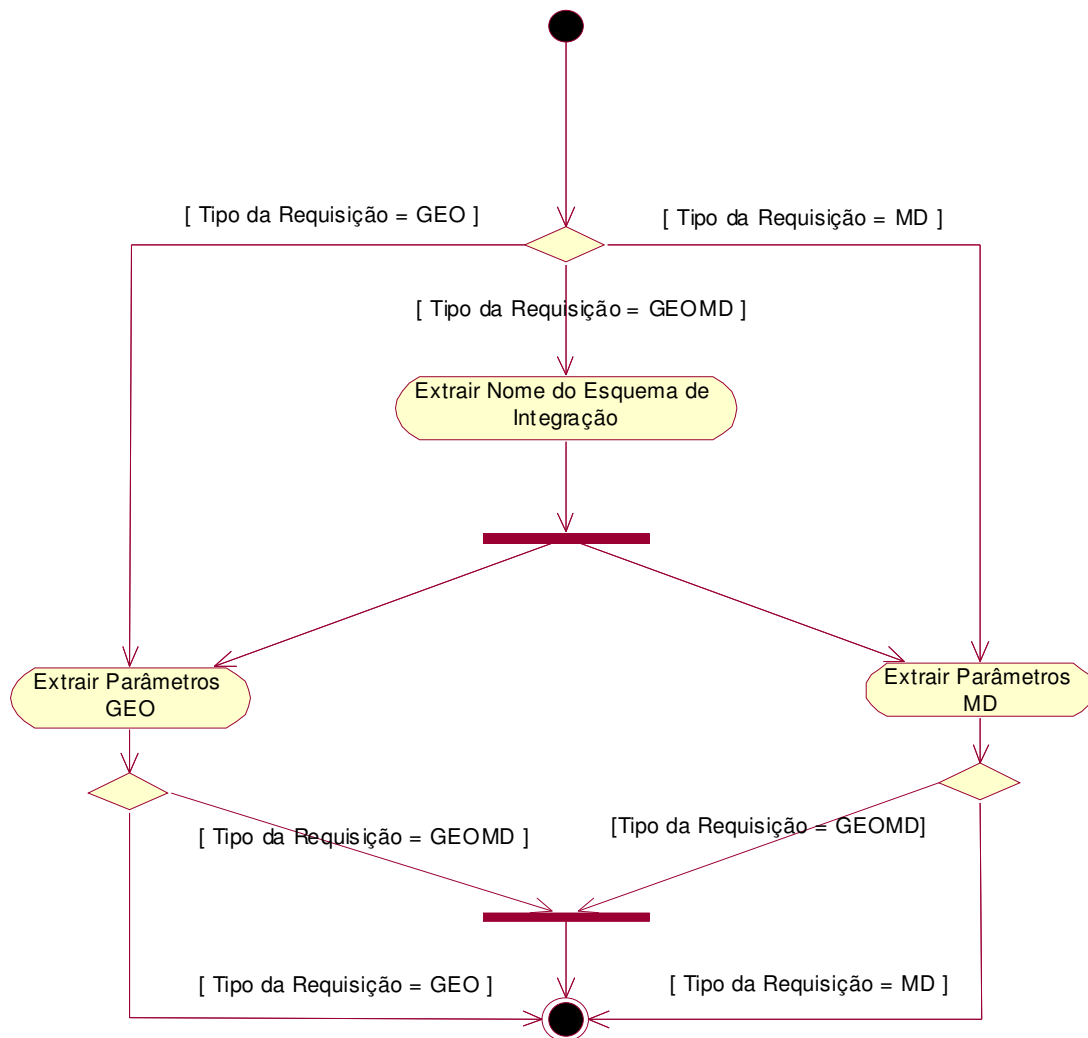 [ Tipo da Requisição = GEO ]
[ Tipo da Requisição = MD ]
[ Tipo da Requisição = GEOMD ]
Extrair Nome do Esquema de
Integração
Extrair Parâmetros
GEO
Extrair Parâmetros
MD
[ Tipo da Requisição = GEOMD ]
[Tipo da Requisição = GEOMD]
[ Tipo da Requisição = GEO ]
[ Tipo da Requisição = MD ]